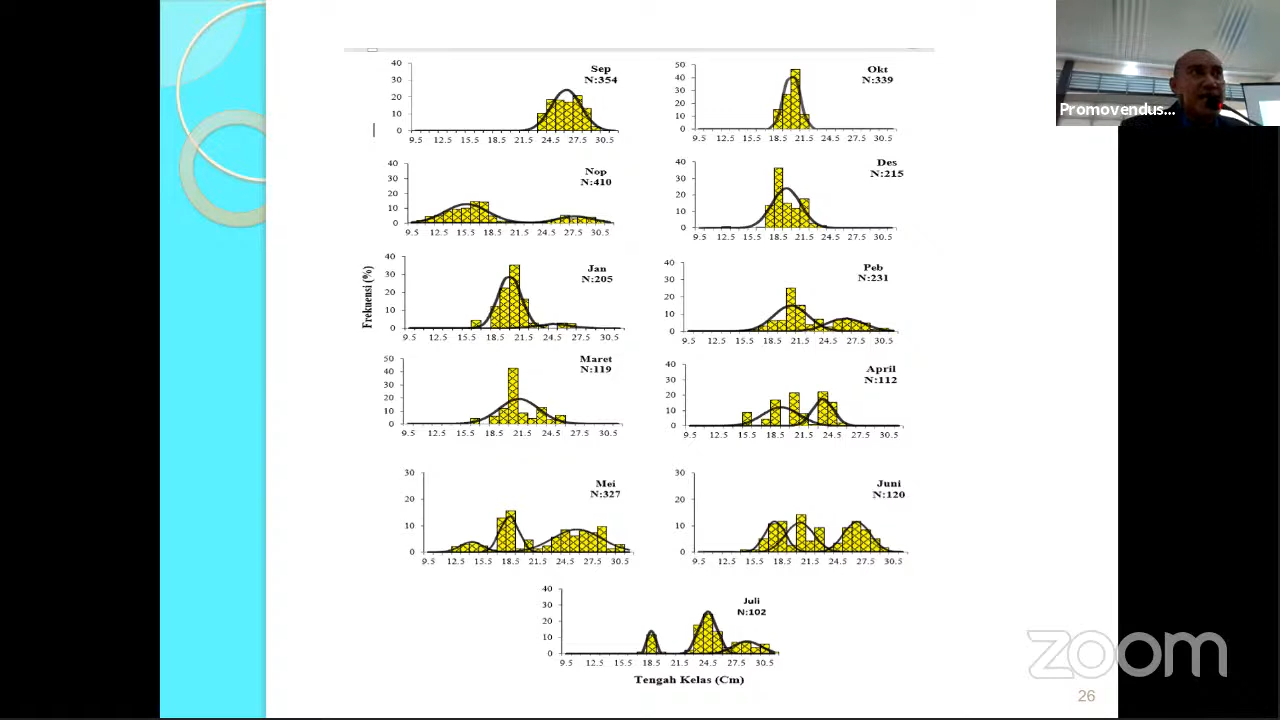 Sep
N:354
40
30
20
10
0
9.5 12.5 15.5 18.5 21.5 24.5 27.5 30.5
Okt
N:339
50
40
30
20
10
0
9.5 12.5 15.5 18.5 21.5 24.5 27.5 30.5
Promovendus...
Nop
N:410
40
30
20
10
0
9.5 12.5 15.5 18.5 21.5 24.5 27.5 30.5
Des
N:215
40
30
20
10
0
9.5 12.5 15.5 18.5 21.5 24.5 27.5 30.5
Frekuensi (%)
Jan
N:205
40
30
20
10
0
9.5 12.5 15.5 18.5 21.5 24.5 27.5 30.5
Peb
N:231
40
30
20
10
0
9.5 12.5 15.5 18.5 21.5 24.5 27.5 30.5
Maret
N:119
50
40
30
20
10
0
9.5 12.5 15.5 18.5 21.5 24.5 27.5 30.5
April
N:112
40
30
20
10
0
9.5 12.5 15.5 18.5 21.5 24.5 27.5 30.5
Mei
N:327
30
20
10
0
9.5 12.5 15.5 18.5 21.5 24.5 27.5 30.5
Juni
N:120
30
20
10
0
9.5 12.5 15.5 18.5 21.5 24.5 27.5 30.5
Juli
N:102
40
30
20
10
0
9.5 12.5 15.5 18.5 21.5 24.5 27.5 30.5
Tengah Kelas (Cm)
zoom
26